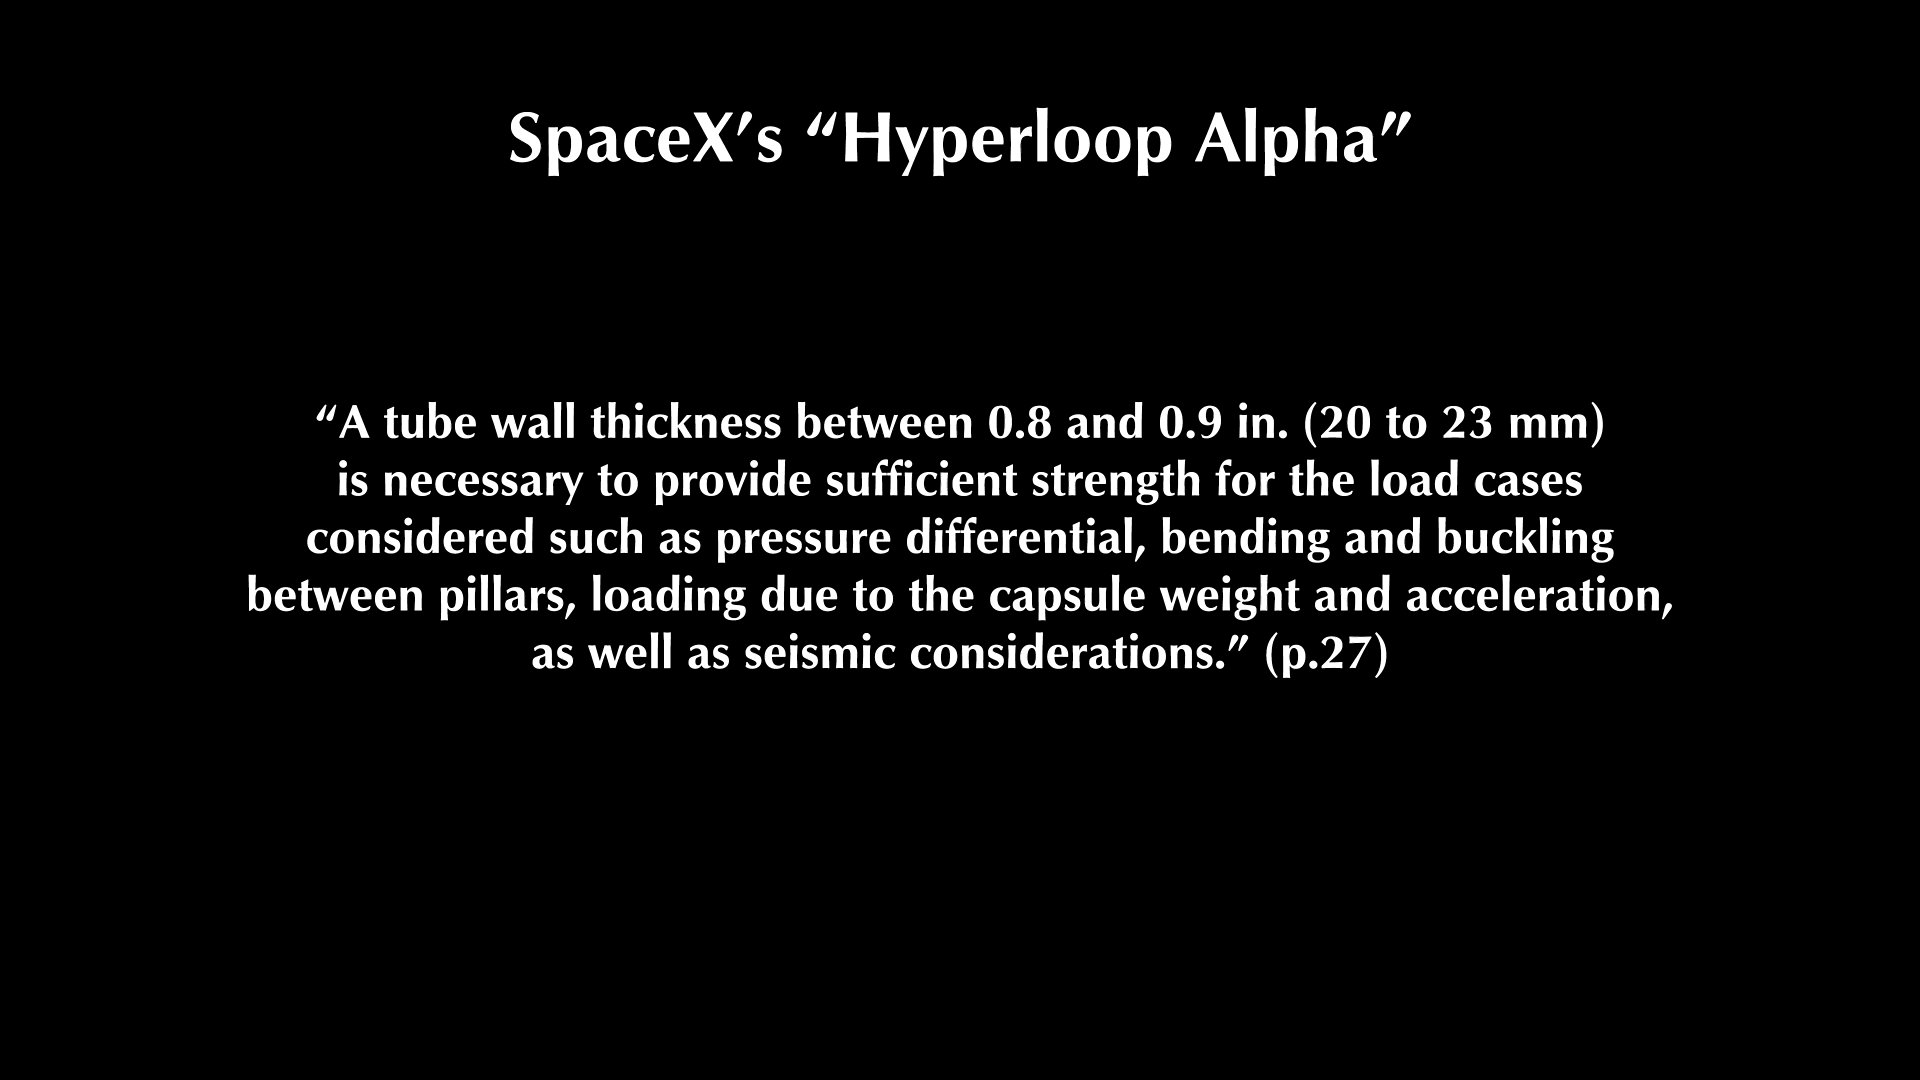 SpaceX’s “Hyperloop Alpha”
“A tube wall thickness between 0.8 and 0.9 in. (20 to 23 mm)
is necessary to provide sufficient strength for the load cases
considered such as pressure differential, bending and buckling
between pillars, loading due to the capsule weight and acceleration,
as well as seismic considerations.” (p.27)